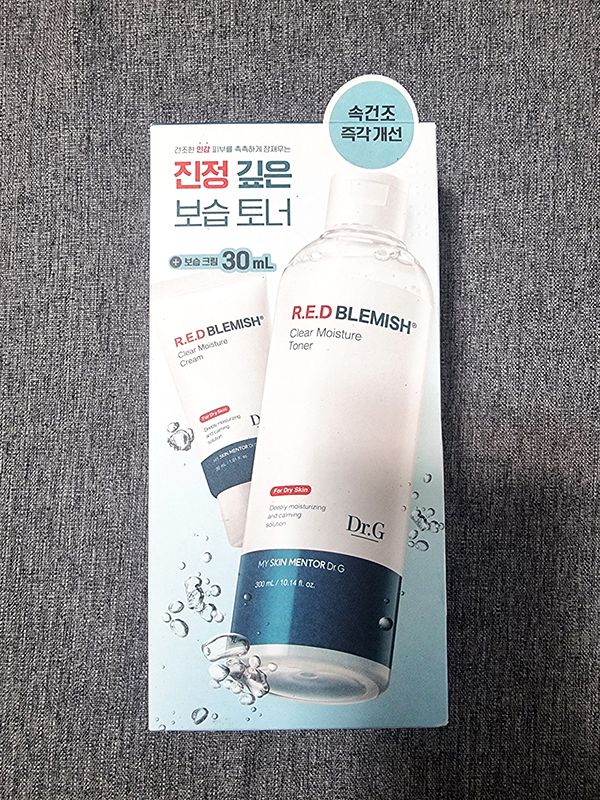 속건조
즉각개선
건조한 민감 피부를 촉촉하게 잠재우는
진정 깊은
보습 토너
+ 보습 크림 30mL
R.E.D BLEMISH®
Clear Moisture
Cream
For Dry Skin
Deeply moisturizing
and calming
solution
D
MY SKIN MENTOR Dr.G
R.E.D BLEMISH®
Clear Moisture
Toner
For Dry Skin
Deeply moisturizing
and calming
solution
Dr.G
MY SKIN MENTOR Dr.G
300 mL / 10.14 fl. oz.